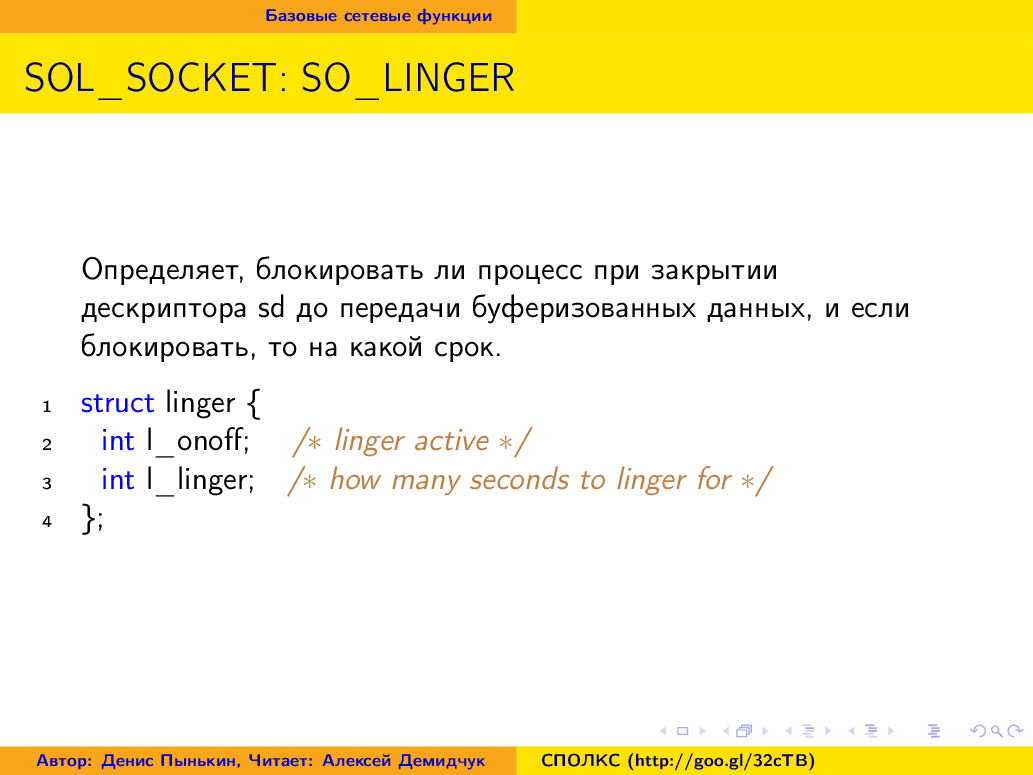 Базовые сетевые функции
SOL_SOCKET: SO_LINGER
Определяет, блокировать ли процесс при закрытии
дескриптора sd до передачи буферизованных данных, и если
блокировать, то на какой срок.
1 struct linger {
2 int l_onoff; /* linger active */
3 int l_linger; /* how many seconds to linger for */
4 };
Автор: Денис Пынькин, Читает: Алексей Демидчук
СПОЛКС (http://goo.gl/32cTB)